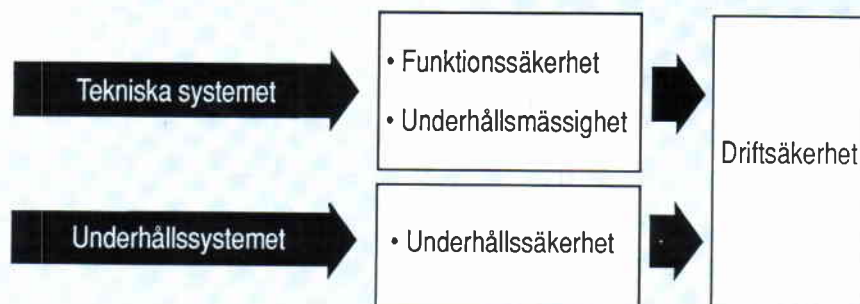 Tekniska systemet
• Funktionssäkerhet
• Underhållsmässighet
Underhållssystemet
• Underhållssäkerhet
Driftsäkerhet